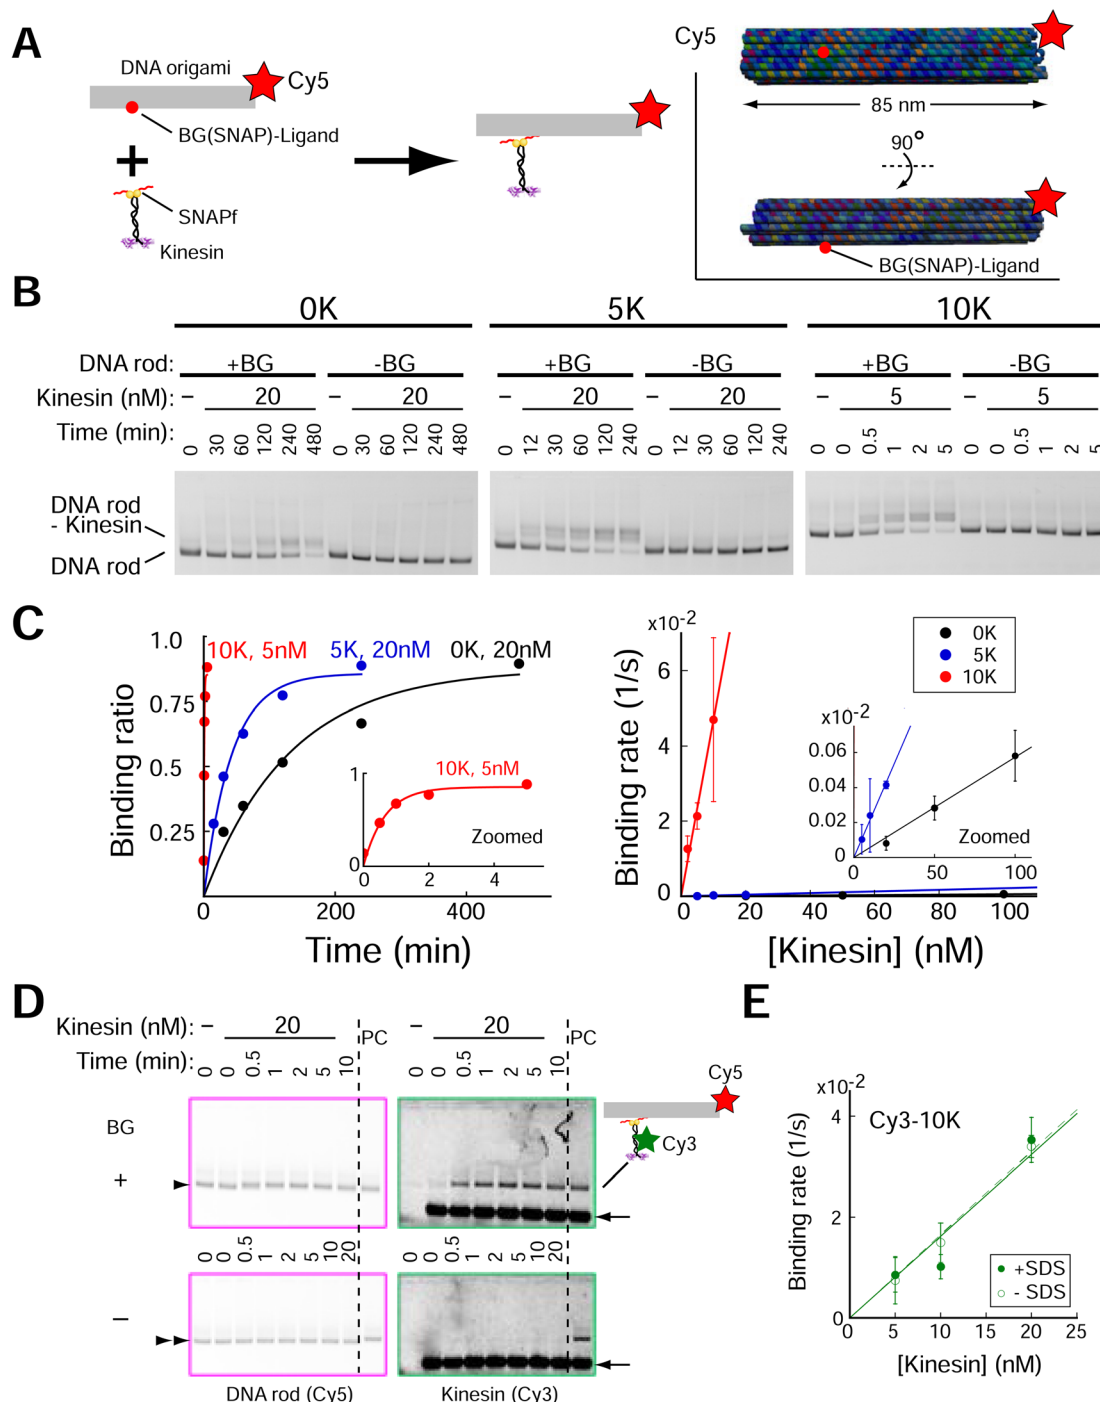 A
DNA origami
Cy5
BG(SNAP)-Ligand
+
SNAPf
Kinesin
Cy5
85 nm
90°
BG(SNAP)-Ligand
B
0K 5K 10K
DNA rod: +BG -BG +BG -BG +BG -BG
Kinesin (nM): – 20 – 20 – 20 – 20 – 5 – 5
Time (min): 0 30 60 120 240 480 0 30 60 120 240 480 0 12 30 60 120 240 0 12 30 60 120 240 0 0 0.5 1 2 5 0 0 0.5 1 2 5
DNA rod
- Kinesin
DNA rod
C
Binding ratio
1.0
0.75
0.5
0.25
0 200 400
Time (min)
10K, 5nM 5K, 20nM 0K, 20nM
1
0
10K, 5nM
Zoomed
0 2 4
x10-2
Binding rate (1/s)
6
4
2
0
0 20 40 60 80 100
[Kinesin] (nM)
0K
5K
10K
x10-2
0.06
0.04
0.02
0
Zoomed
0 50 100
D
Kinesin (nM): – 20 PC – 20 PC
Time (min): 0 0 0.5 1 2 5 10 0 0 0.5 1 2 5 10
BG
+
Cy5
Cy3
0 0 0.5 1 2 5 10 20 0 0 0.5 1 2 5 10 20
–
DNA rod (Cy5) Kinesin (Cy3)
E
x10-2
Binding rate (1/s)
4
2
0
Cy3-10K
+SDS
- SDS
0 5 10 20 25
[Kinesin] (nM)